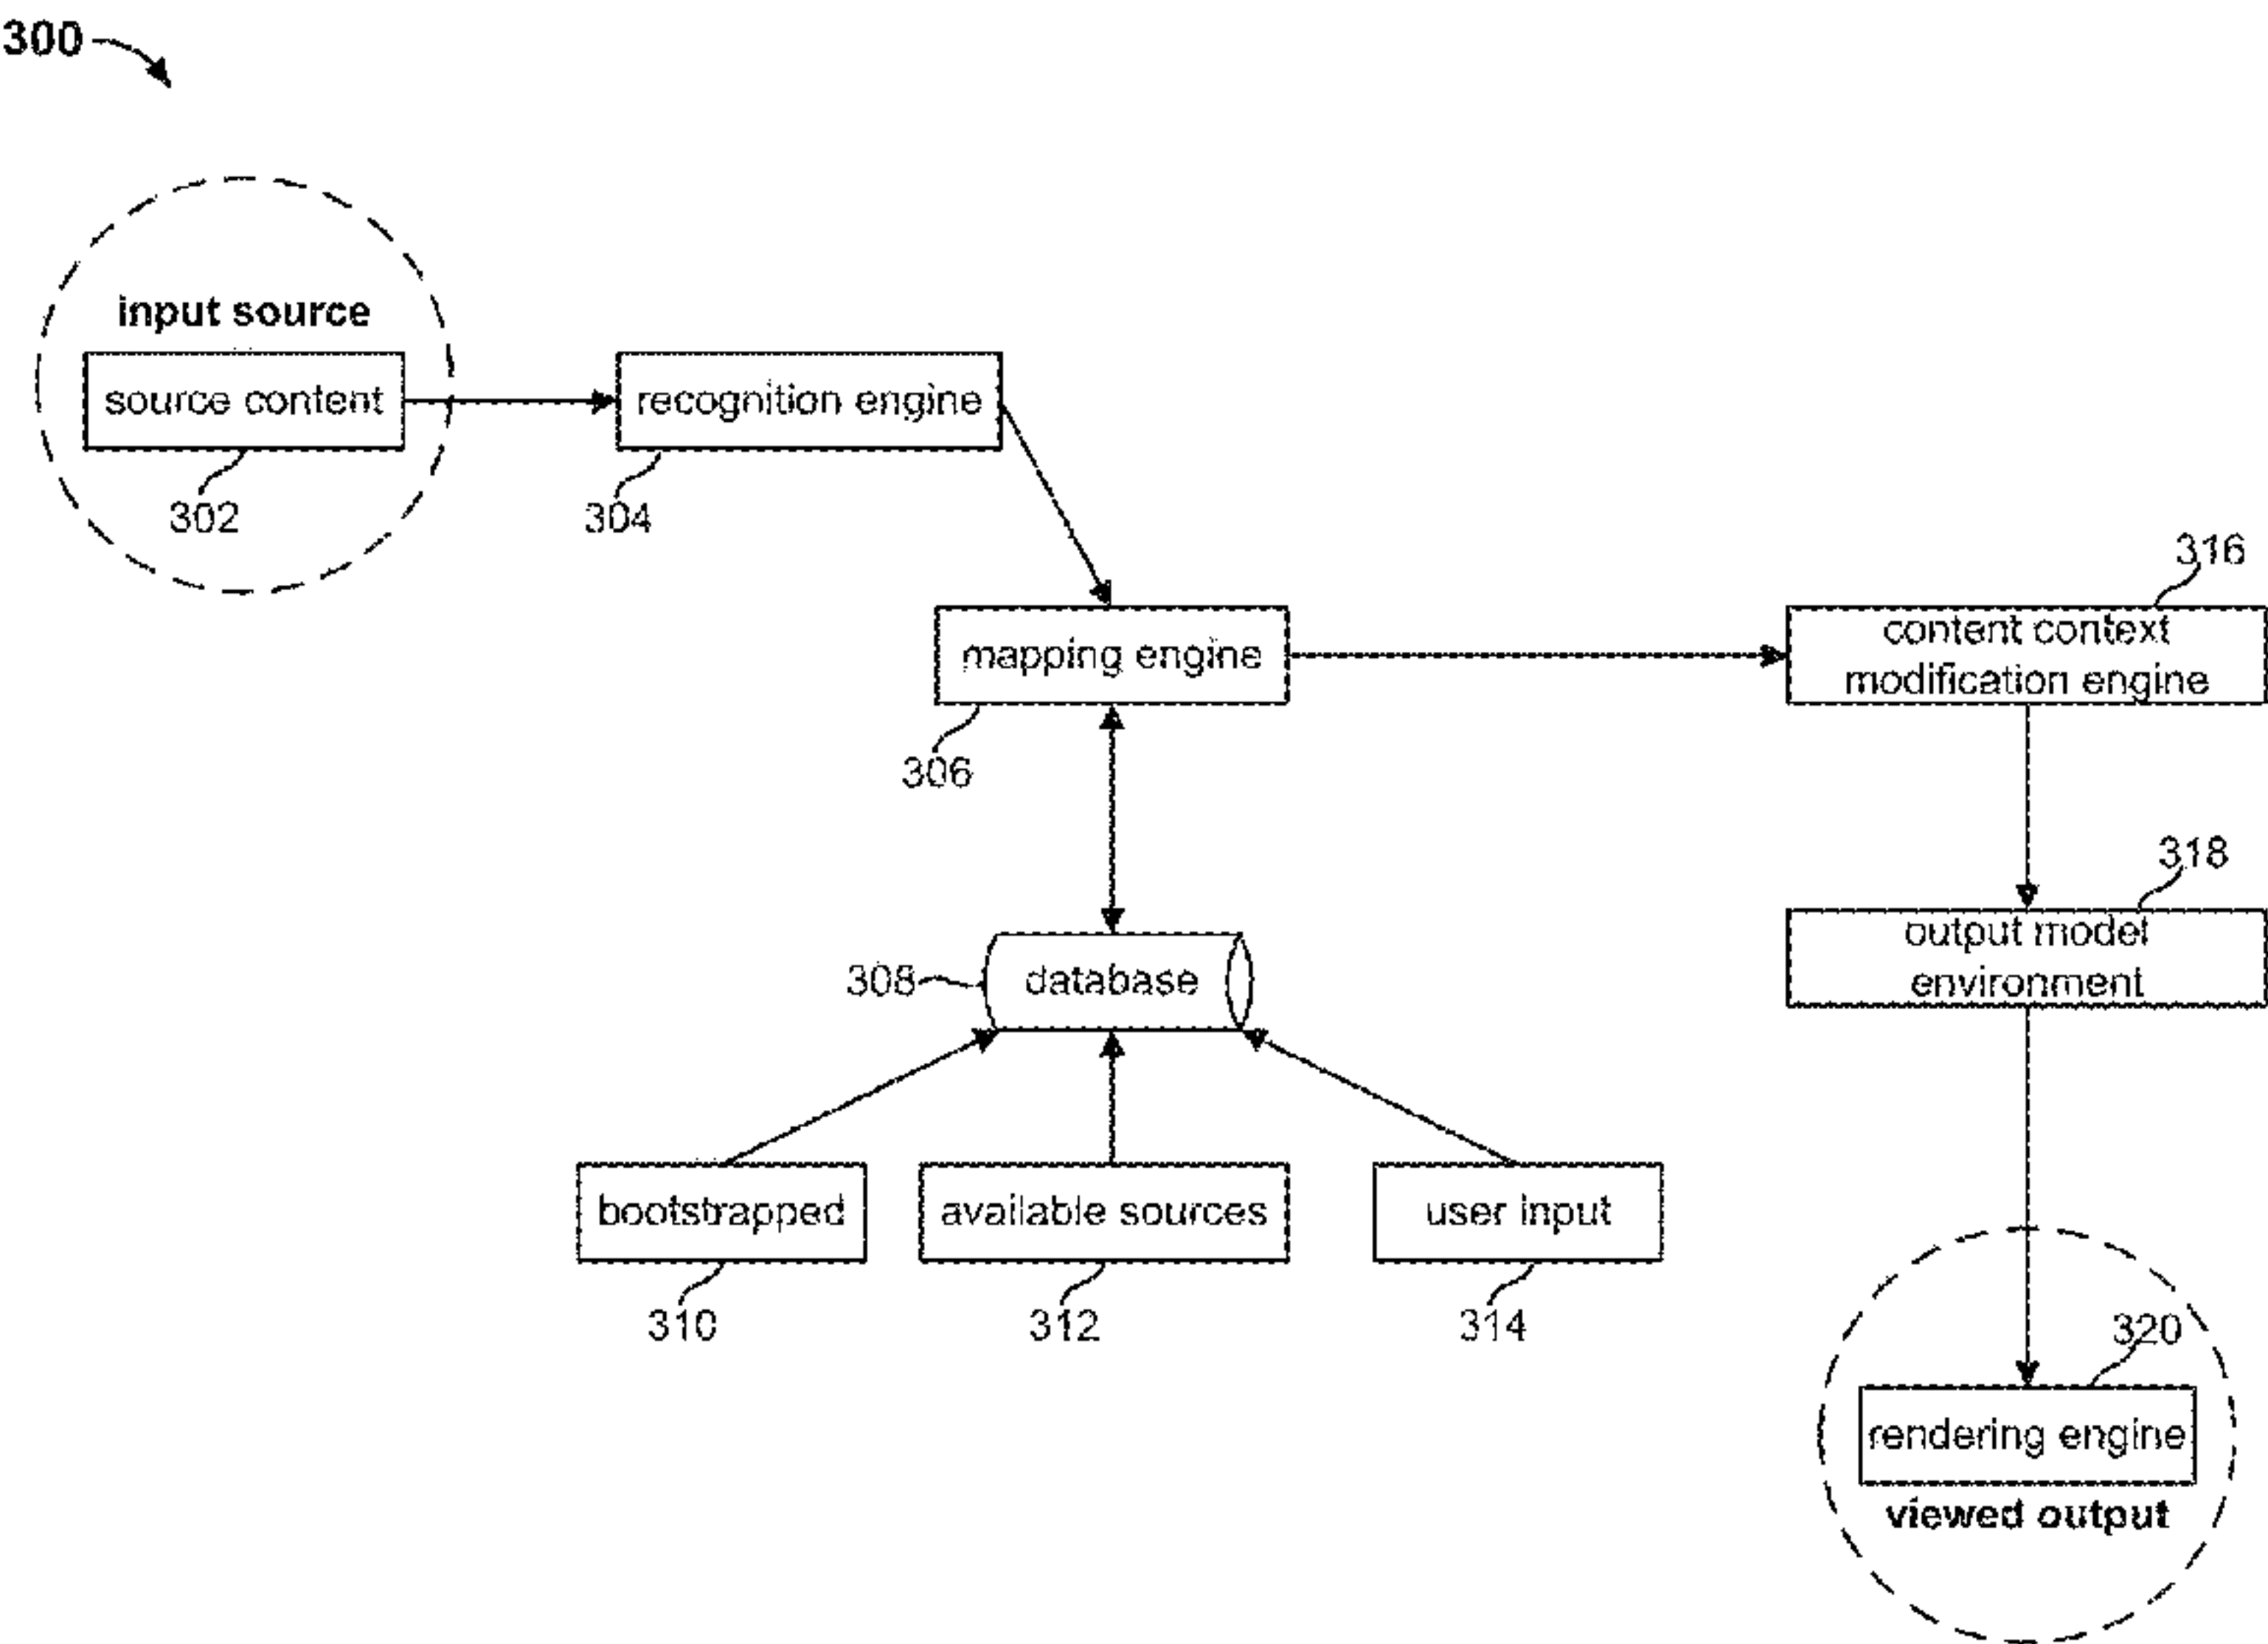 300
input source
source content
302
recognition engine
304
mapping engine
306
316
content context
modification engine
318
output model
environment
308
database
bootstrapped
310
available sources
312
user input
314
320
rendering engine
viewed output